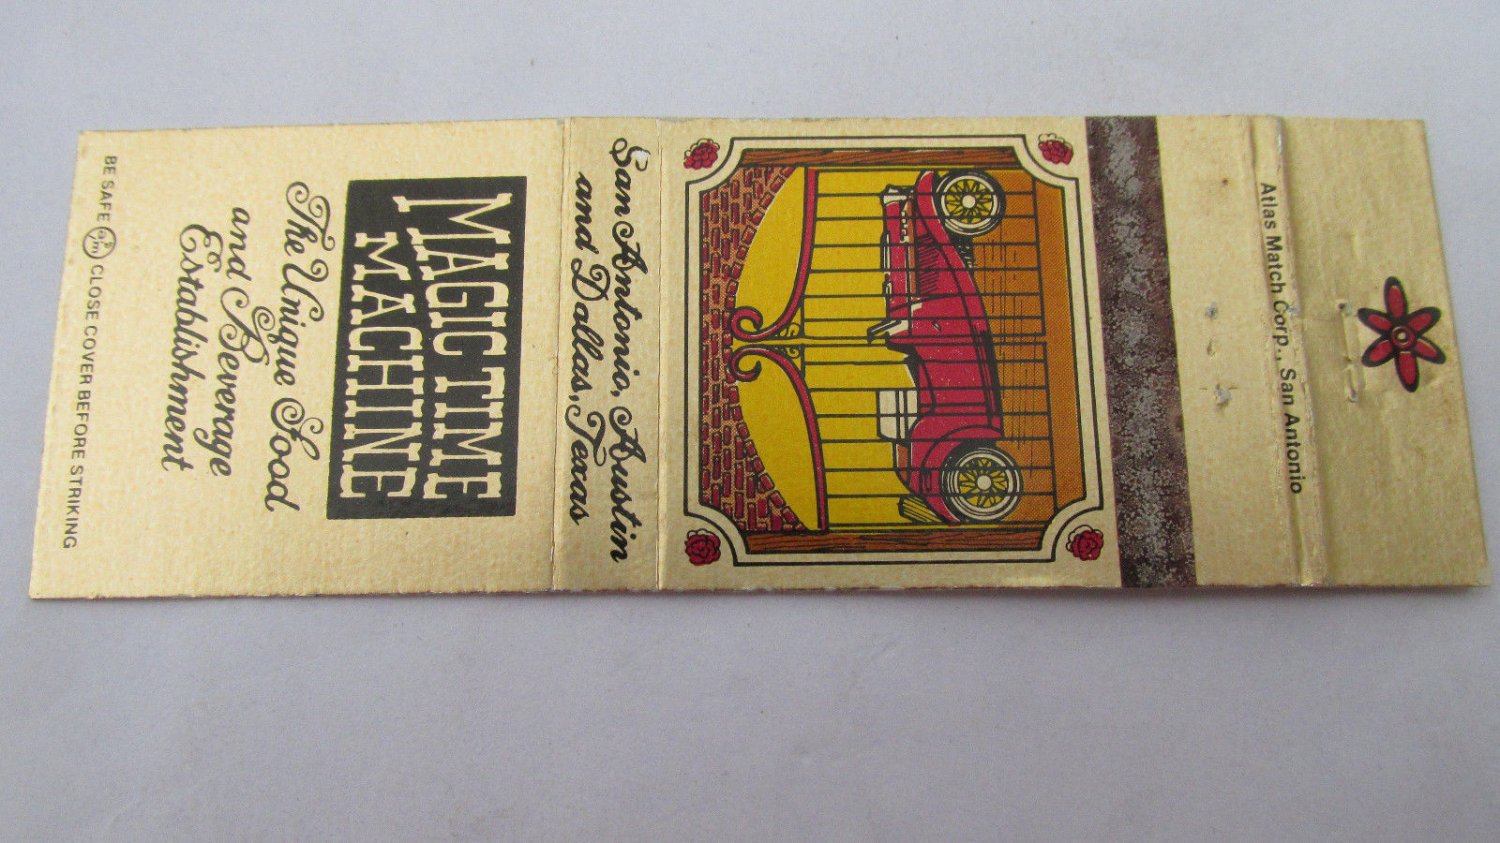 MAGIC TIME
MACHINE
The Unique Food
and Beverage
Establishment
BE SAFE CLOSE COVER BEFORE STRIKING
San Antonio, Austin
and Dallas, Texas
Atlas Match Corp., San Antonio